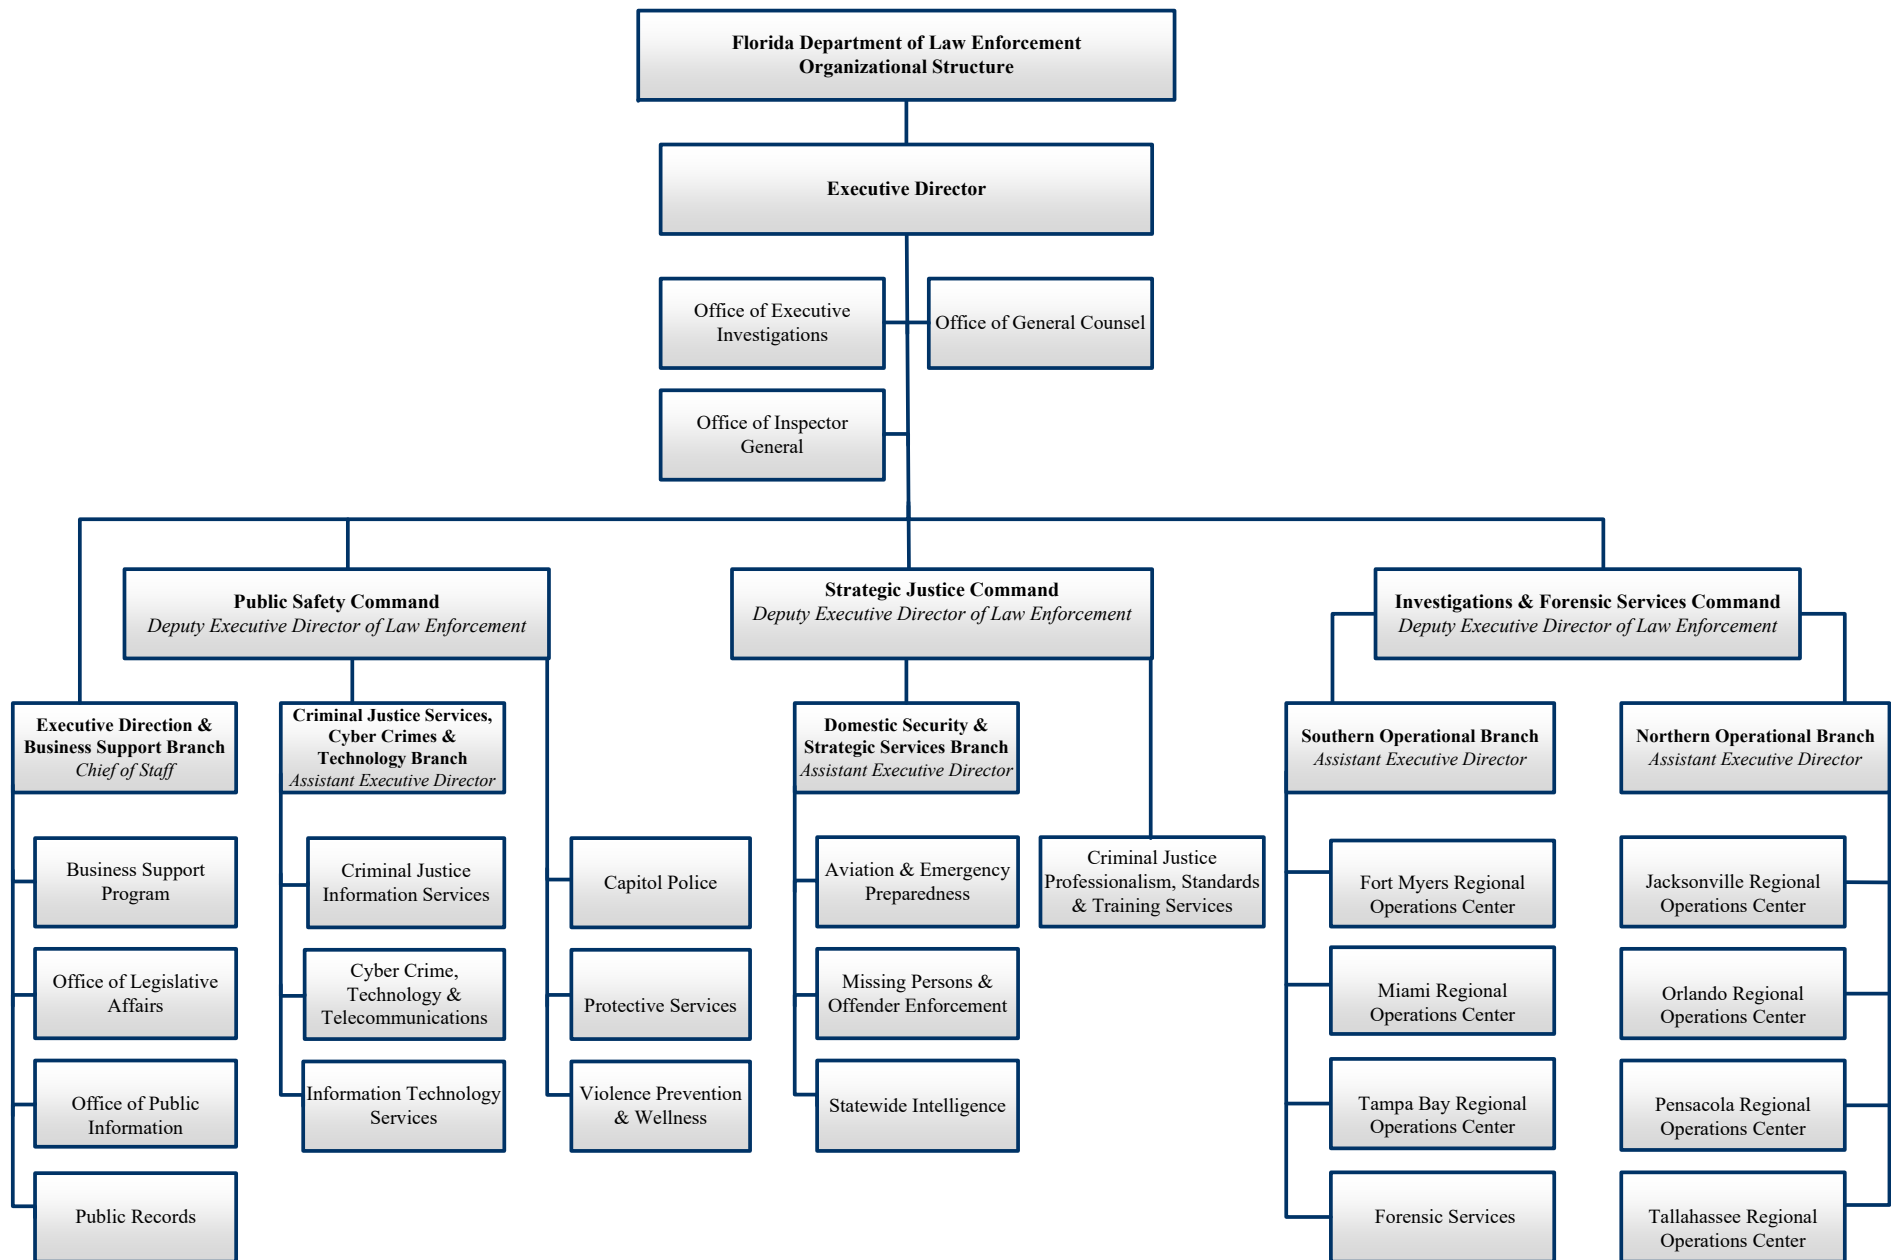 Florida Department of Law Enforcement
Organizational Structure
Executive Director
Office of Executive
Investigations
Office of General Counsel
Office of Inspector
General
Public Safety Command
Deputy Executive Director of Law Enforcement
Strategic Justice Command
Deputy Executive Director of Law Enforcement
Investigations & Forensic Services Command
Deputy Executive Director of Law Enforcement
Executive Direction &
Business Support Branch
Chief of Staff
Criminal Justice Services,
Cyber Crimes &
Technology Branch
Assistant Executive Director
Domestic Security &
Strategic Services Branch
Assistant Executive Director
Southern Operational Branch
Assistant Executive Director
Northern Operational Branch
Assistant Executive Director
Business Support
Program
Criminal Justice
Information Services
Capitol Police
Aviation & Emergency
Preparedness
Criminal Justice
Professionalism, Standards
& Training Services
Fort Myers Regional
Operations Center
Jacksonville Regional
Operations Center
Office of Legislative
Affairs
Cyber Crime,
Technology &
Telecommunications
Protective Services
Missing Persons &
Offender Enforcement
Miami Regional
Operations Center
Orlando Regional
Operations Center
Office of Public
Information
Information Technology
Services
Violence Prevention
& Wellness
Statewide Intelligence
Tampa Bay Regional
Operations Center
Pensacola Regional
Operations Center
Public Records
Forensic Services
Tallahassee Regional
Operations Center